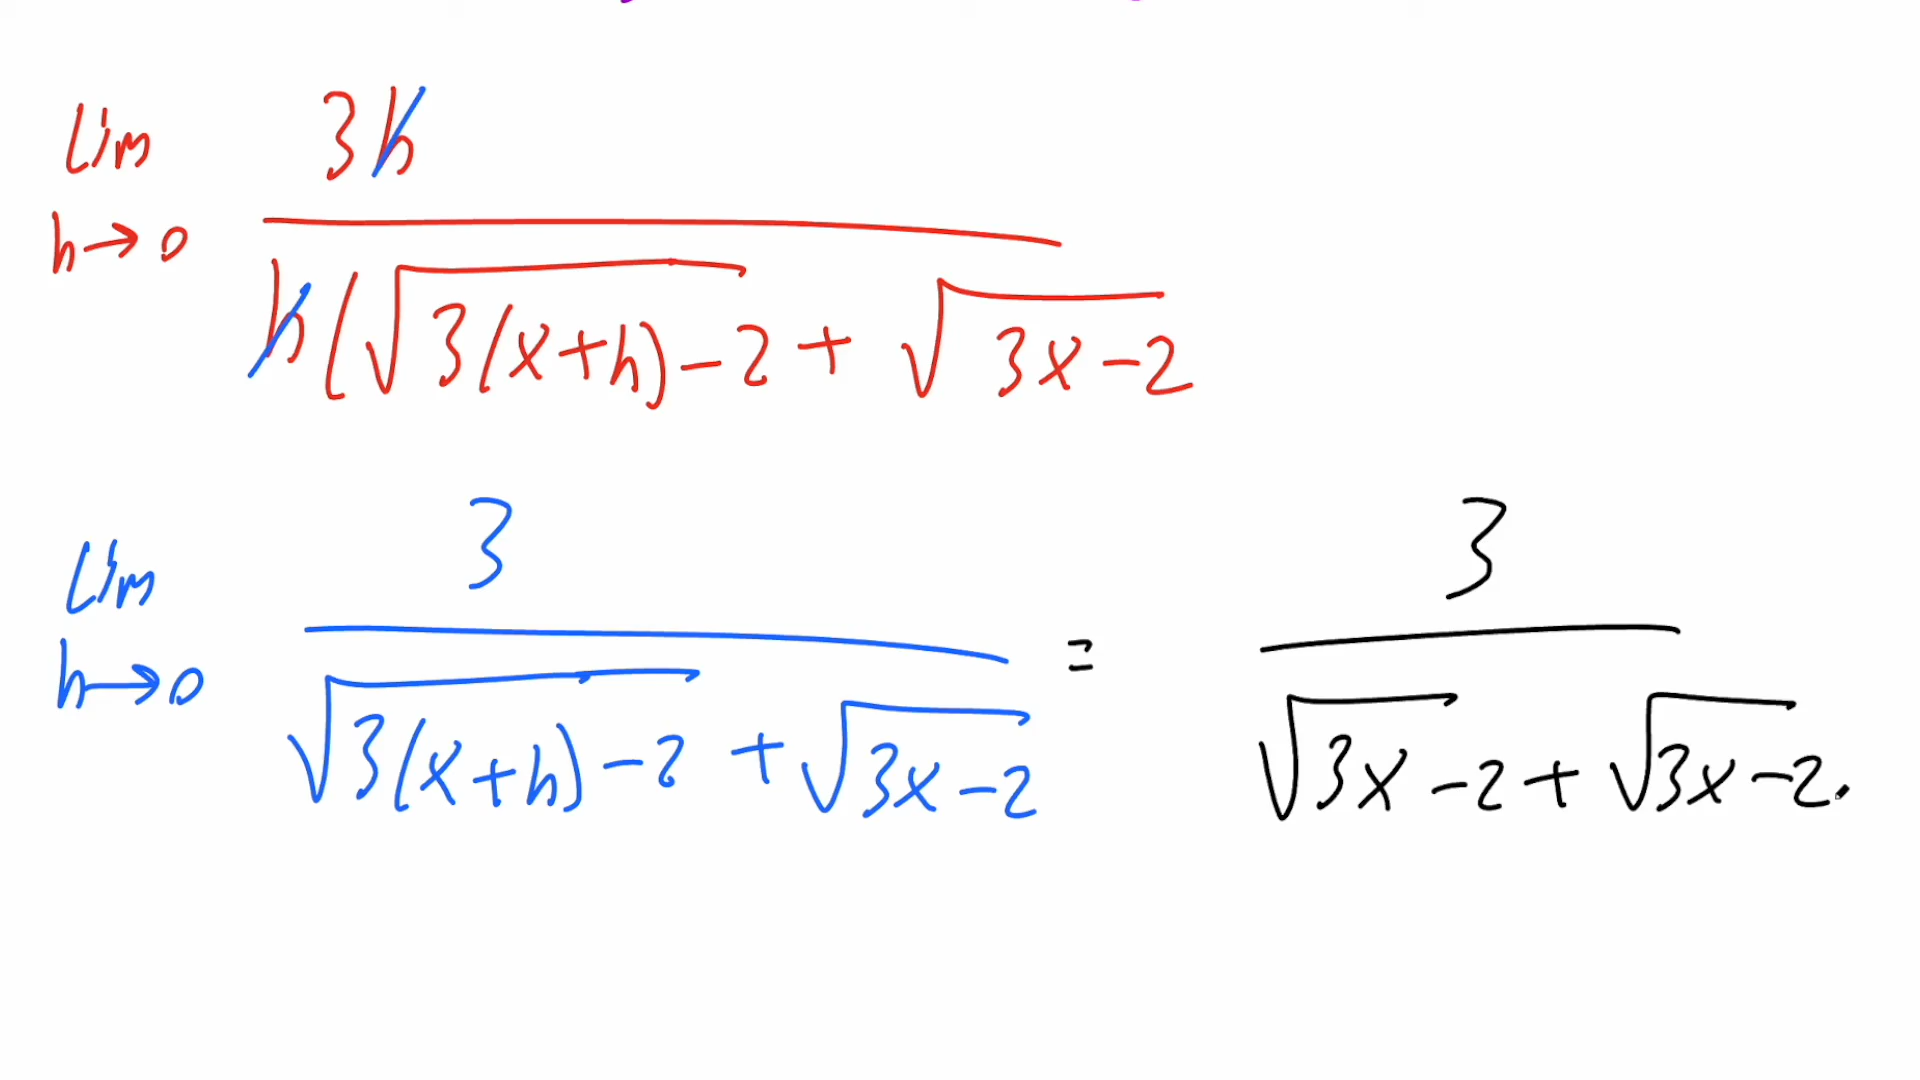 lim h→0 3h / h(√3(x+h)-2 + √3x-2
lim h→0 3 / √3(x+h)-2 + √3x-2 = 3 / √3x-2 + √3x-2.